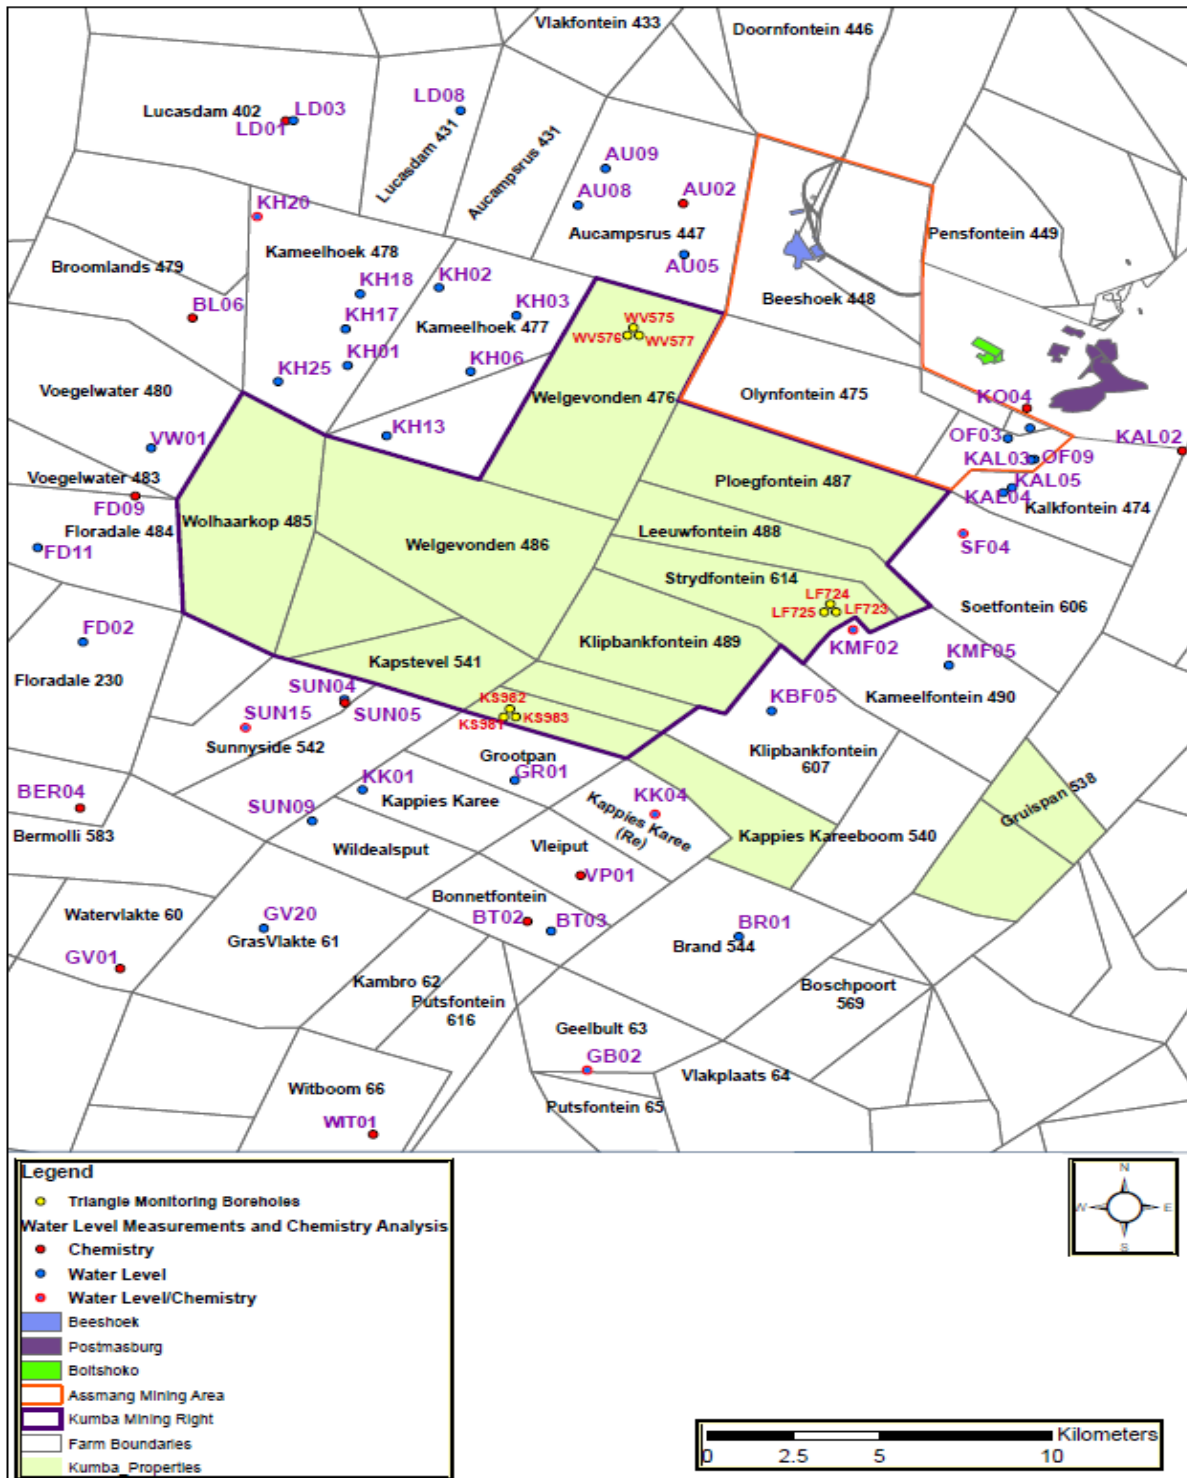 Vlakfontein 433
Doornfontein 446
LD08
LD03
Lucasdam 402
LD01
Lucasdam 431
Aucampsrus 431
AU09
AU08
AU02
KH20
Aucampsrus 447
Pensfontein 449
Kameelhoek 478
AU05
Broomlands 479
KH02
KH18
Beeshoek 448
BL06
KH03
KH17
Kameelhoek 477
WV575
WV576
WV577
KH01
KH06
KH25
Voegelwater 480
Welgevonden 476
Olynfontein 475
KO04
KH13
OF03
KAL02
VW01
KAL03
OF09
Voegelwater 483
Ploegfontein 487
KAL05
FD09
KAL04
Kalkfontein 474
Wolhaarkop 485
Floradale 484
Leeuwfontein 488
Welgevonden 486
FD11
SF04
Strydfontein 614
LF724
LF725
LF723
Soetfontein 606
FD02
Klipbankfontein 489
KMF02
Kapstevel 541
KMF05
Floradale 230
SUN04
KBF05
Kameelfontein 490
KS982
SUN15
SUN05
KS981
KS983
Sunnyside 542
Grootpan
Klipbankfontein
607
GR01
KK01
BER04
Kappies Karee
KK04
Gruispan 538
SUN09
Kappies Karee
(Re)
Bermolli 583
Kappies Kareeboom 540
Wildealsput
Vleiput
VP01
Bonnetfontein
Watervlakte 60
GV20
BT02
BT03
BR01
GrasVlakte 61
Brand 544
GV01
Kambro 62
Boschpoort
569
Putsfontein
616
Geelbult 63
GB02
Vlakplaats 64
Witboom 66
Putsfontein 65
WIT01
Legend
Triangle Monitoring Boreholes
Water Level Measurements and Chemistry Analysis
Chemistry
Water Level
Water Level/Chemistry
Beeshoek
Postmasburg
Boitshoko
Assmang Mining Area
Kumba Mining Right
Farm Boundaries
Kumba_Properties
N
W
E
S
Kilometers
0
2.5
5
10